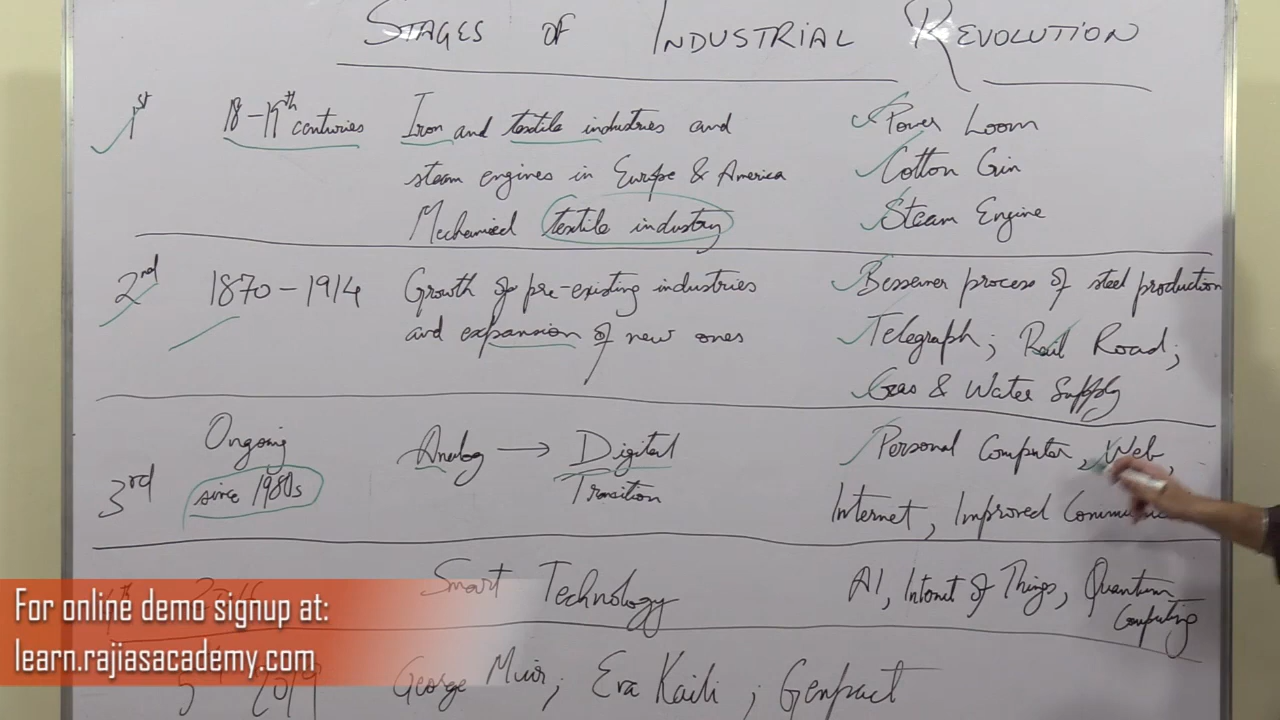 STAGES OF INDUSTRIAL REVOLUTION
1st 18-19th centuries Iron and textile industries and Power Loom
steam engines in Europe & America Cotton Gin
Mechanized textile industry Steam Engine
2nd 1870-1914 Growth of pre-existing industries Bessemer process of steel production
and expansion of new ones Telegraph; Rail Road;
Gas & Water Supply
Ongoing Analog → Digital Personal Computer, Web,
3rd since 1980s Transition Internet, Improved
Smart Technology AI, Internet of Things, Quantum
Computing
2019 George Muir; Eva Kaili; Genpact
For online demo signup at:
learn.rajiasacademy.com